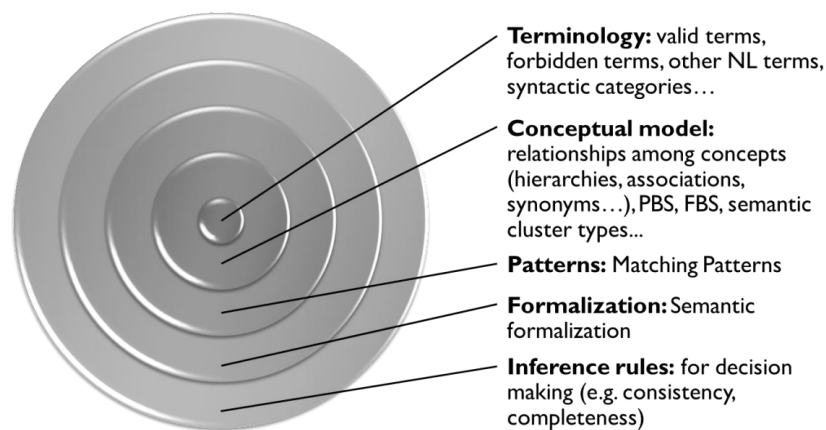 Terminology: valid terms,
forbidden terms, other NL terms,
syntactic categories…
Conceptual model:
relationships among concepts
(hierarchies, associations,
synonyms…), PBS, FBS, semantic
cluster types...
Patterns: Matching Patterns
Formalization: Semantic
formalization
Inference rules: for decision
making (e.g. consistency,
completeness)